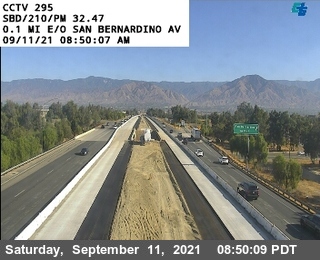 CCTV 295
SBD/210/PM 32.47
0.1 MI E/O SAN BERNARDINO AV
09/11/21 08:50:07 AM
Saturday, September 11, 2021 08:50:09 PDT